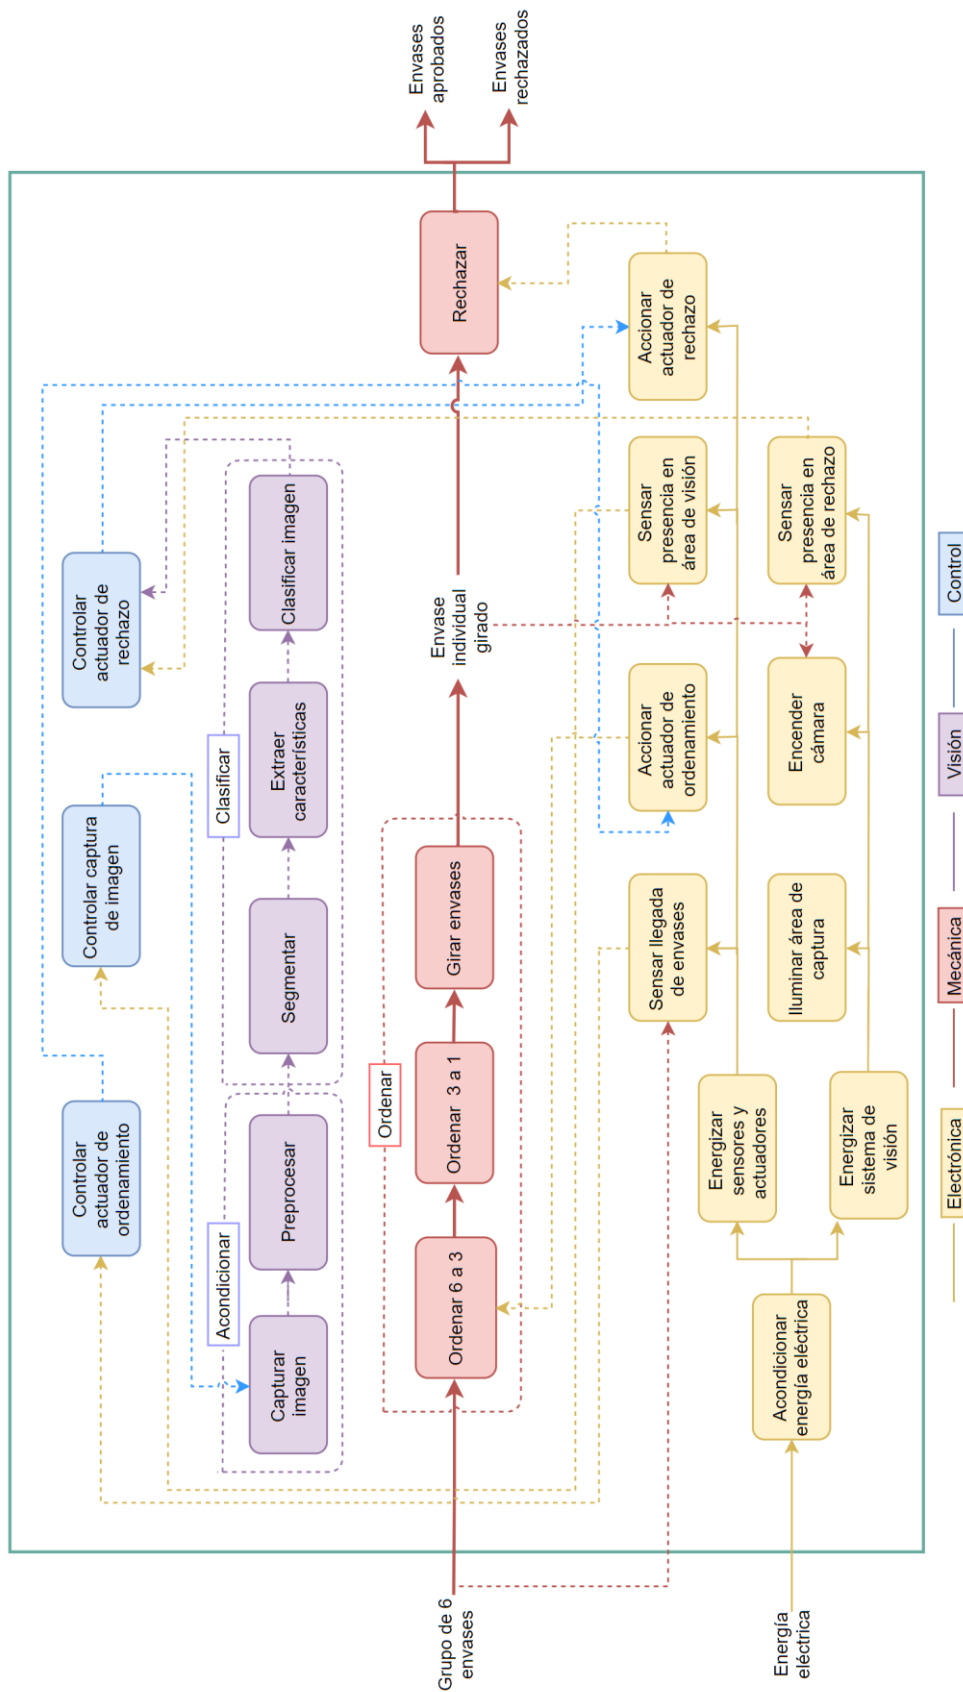 Controlar
actuador de
ordenamiento
Controlar captura
de imagen
Controlar
actuador de
rechazo
Acondicionar
Clasificar
Capturar
imagen
Preprocesar
Segmentar
Extraer
características
Clasificar imagen
Ordenar
Grupo de 6
envases
Ordenar 6 a 3
Ordenar 3 a 1
Girar envases
Envase
individual
girado
Rechazar
Envases
aprobados
Envases
rechazados
Sensar llegada
de envases
Accionar
actuador de
ordenamiento
Sensar
presencia en
área de visión
Accionar
actuador de
rechazo
Energizar
sensores y
actuadores
Iluminar área de
captura
Encender
cámara
Sensar
presencia en
área de rechazo
Energía
eléctrica
Acondicionar
energía eléctrica
Energizar
sistema de
visión
Electrónica
Mecánica
Visión
Control